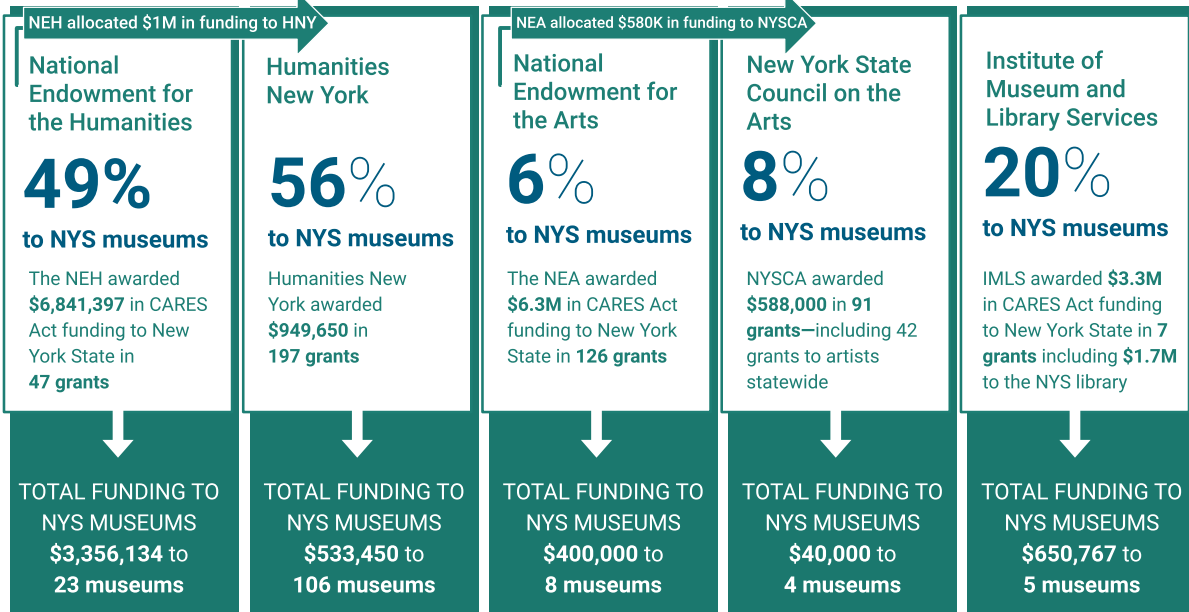 NEH allocated $1M in funding to HNY
National
Endowment for
the Humanities
49%
to NYS museums
The NEH awarded
$6,841,397 in CARES
Act funding to New
York State in
47 grants
TOTAL FUNDING TO
NYS MUSEUMS
$3,356,134 to
23 museums
Humanities
New York
56%
to NYS museums
Humanities New
York awarded
$949,650 in
197 grants
TOTAL FUNDING TO
NYS MUSEUMS
$533,450 to
106 museums
NEA allocated $580K in funding to NYSCA
National
Endowment for
the Arts
6%
to NYS museums
The NEA awarded
$6.3M in CARES Act
funding to New York
State in 126 grants
TOTAL FUNDING TO
NYS MUSEUMS
$400,000 to
8 museums
New York State
Council on the
Arts
8%
to NYS museums
NYSCA awarded
$588,000 in 91
grants—including 42
grants to artists
statewide
TOTAL FUNDING TO
NYS MUSEUMS
$40,000 to
4 museums
Institute of
Museum and
Library Services
20%
to NYS museums
IMLS awarded $3.3M
in CARES Act funding
to New York State in 7
grants including $1.7M
to the NYS library
TOTAL FUNDING TO
NYS MUSEUMS
$650,767 to
5 museums